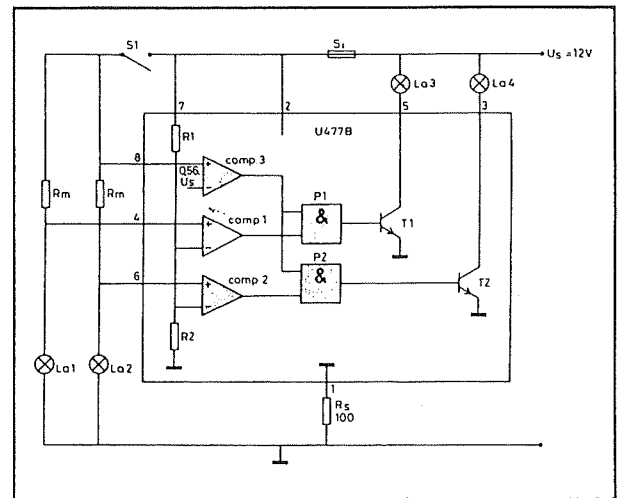 S1
Si
Us =12V
La3
La4
7
2
5
3
U477B
R1
8
comp. 3
0,56.
Us
+
−
P1
&
Rm
Rm
4
+
−
comp 1
T1
P2
&
6
+
−
comp 2
T2
R2
La1
La2
1
Rs
100